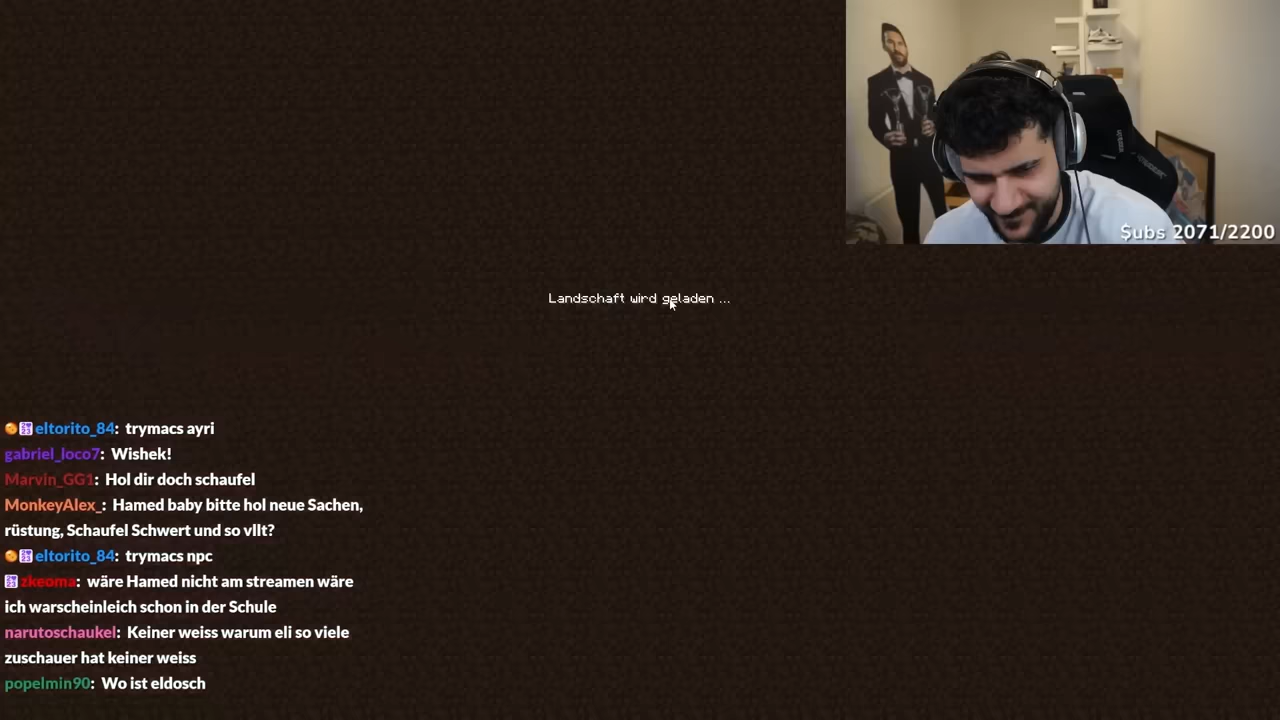 $ubs 2071/2200
Landschaft wird geladen ...
eltorito_84: trymacs ayri
gabriel_loco7: Wishek!
Marvin_GG1: Hol dir doch schaufel
MonkeyAlex_: Hamed baby bitte hol neue Sachen,
rüstung, Schaufel Schwert und so vllt?
eltorito_84: trymacs npc
zkeoma: wäre Hamed nicht am streamen wäre
ich warscheinleich schon in der Schule
narutoschaukel: Keiner weiss warum eli so viele
zuschauer hat keiner weiss
popelmin90: Wo ist eldosch